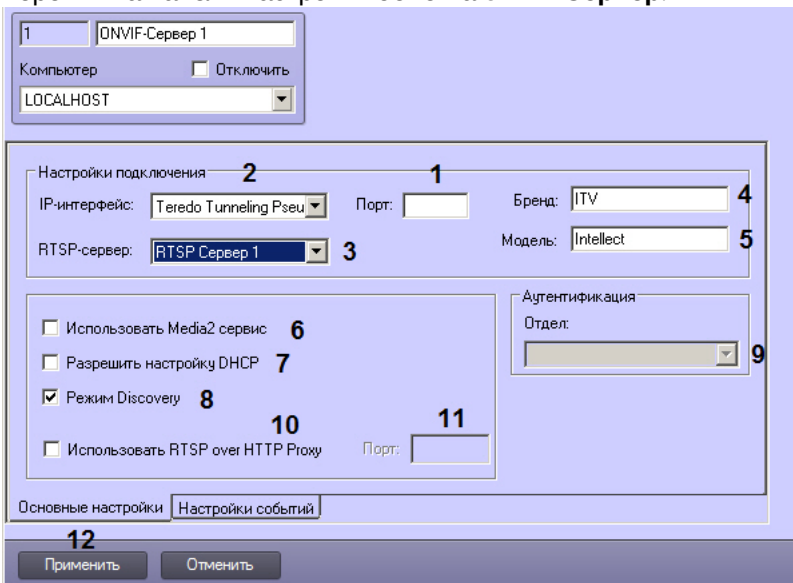 1 ONVIF-Сервер 1
Компьютер Отключить
LOCALHOST
Настройки подключения 2 1
IP-интерфейс: Teredo Tunneling Pseu Порт: Бренд: ITV 4
RTSP-сервер: RTSP Сервер 1 3 Модель: Intellect 5
Использовать Media2 сервис 6
Разрешить настройку DHCP 7
Режим Discovery 8
10 11
Использовать RTSP over HTTP Proxy Порт:
Аутентификация
Отдел:
9
Основные настройки Настройки событий
12
Применить Отменить